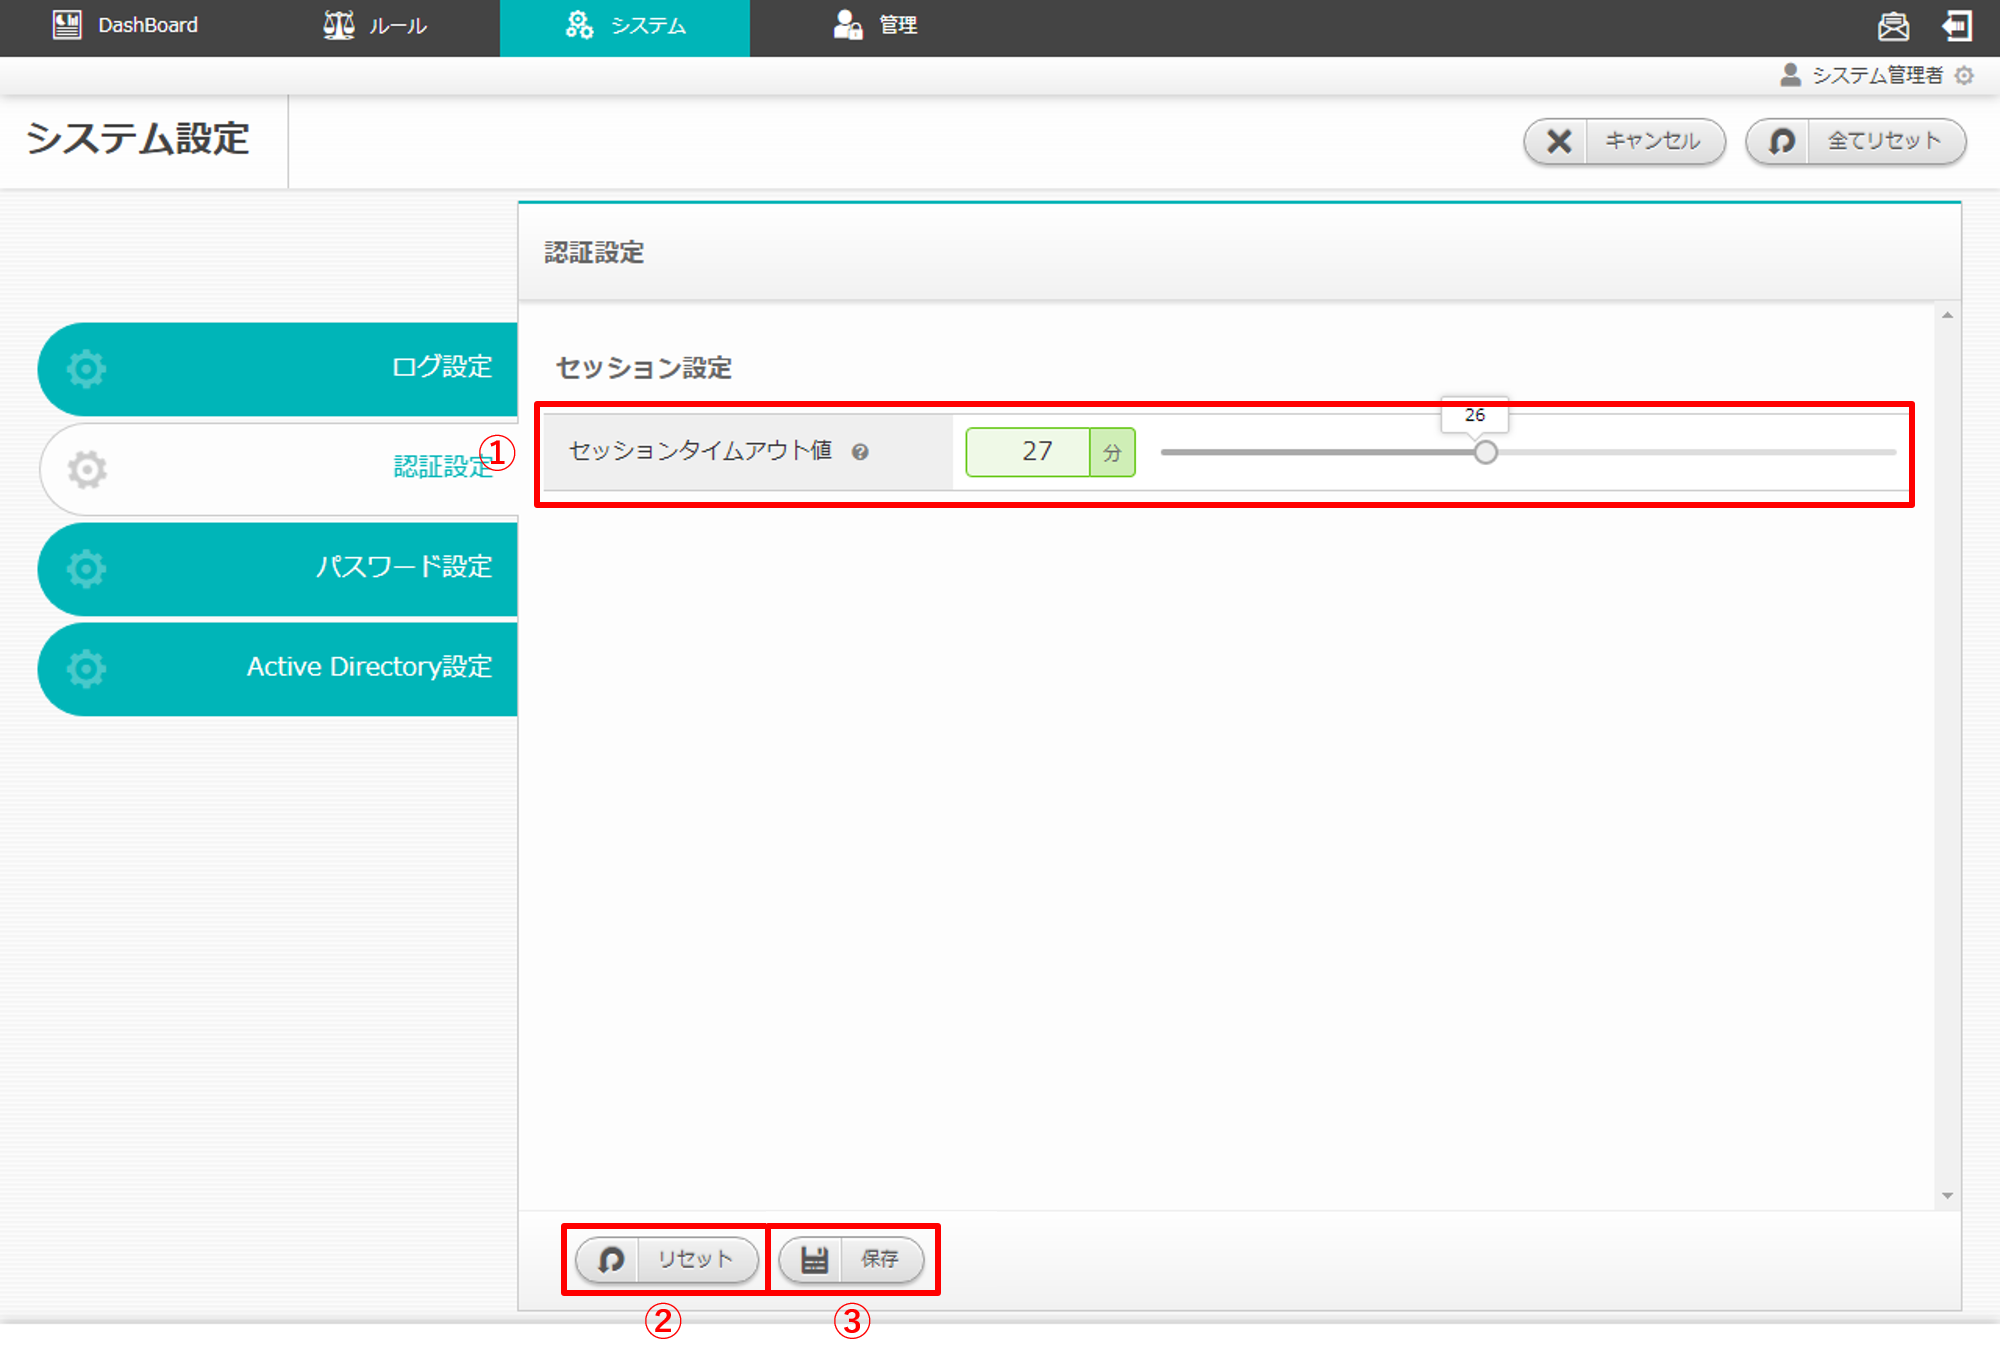 DashBoard ルール システム 管理
システム管理者
システム設定 キャンセル 全てリセット
認証設定
ログ設定
認証設定
パスワード設定
Active Directory設定
セッション設定
①
セッションタイムアウト値 27 分 26
リセット 保存
② ③